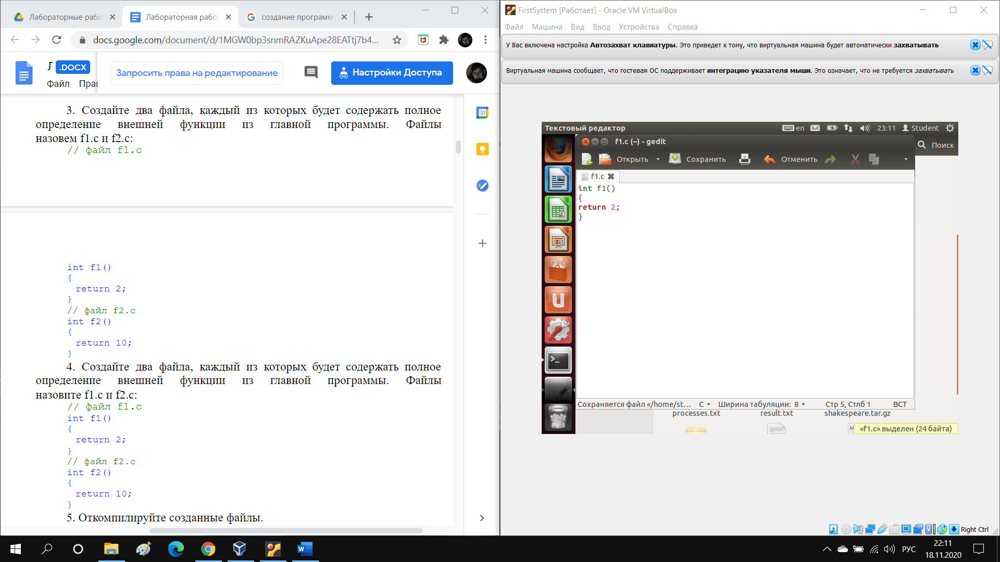 Лабораторные рабо
Лабораторная работ
создание программ
docs.google.com/document/d/1MGW0bp3snmRAZKuApe28EATtj7b4...
Л .DOCX
Файл Прав
Запросить права на редактирование
Настройки Доступа
31
3. Создайте два файла, каждый из которых будет содержать полное
определение внешней функции из главной программы. Файлы
назовем f1.c и f2.c:
// файл f1.c
int f1()
{
return 2;
}
// файл f2.c
int f2()
{
return 10;
}
4. Создайте два файла, каждый из которых будет содержать полное
определение внешней функции из главной программы. Файлы
назовите f1.c и f2.c:
// файл f1.c
int f1()
{
return 2;
}
// файл f2.c
int f2()
{
return 10;
}
5. Откомпилируйте созданные файлы.
FirstSystem [Работает] - Oracle VM VirtualBox
Файл Машина Вид Ввод Устройства Справка
У Вас включена настройка Автозахват клавиатуры. Это приведет к тому, что виртуальная машина будет автоматически захватывать
Виртуальная машина сообщает, что гостевая ОС поддерживает интеграцию указателя мыши. Это означает, что не требуется захватывать
Текстовый редактор en 23:11 Student
f1.c (~) - gedit
Поиск
Открыть Сохранить Отменить
f1.c
int f1()
{
return 2;
}
Сохраняется файл «/home/st... C Ширина табуляции: 8 Стр 5, Стлб 1 ВСТ
processes.txt result.txt shakespeare.tar.gz
«f1.c» выделен (24 байта)
Right Ctrl
РУС
22:11
18.11.2020